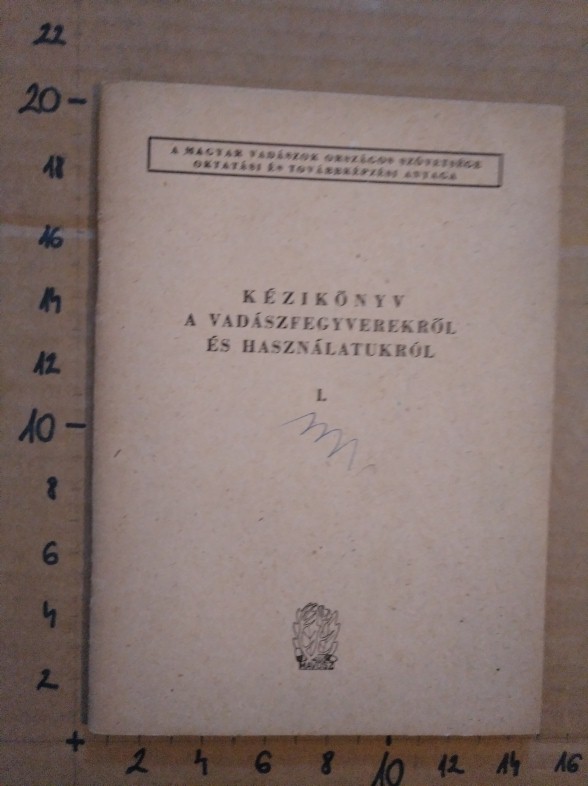 22
20
A MAGYAR VADÁSZOK ORSZÁGOS SZÖVETSÉGE
OKTATÁSI ÉS TOVÁBBKÉPZÉSI ANYAGA
18
16
KÉZIKÖNYV
A VADÁSZFEGYVEREKRŐL
ÉS HASZNÁLATUKRÓL
I.
14
12
10
8
6
4
2
MAVOSZ
2 4 6 8 10 12 14 16